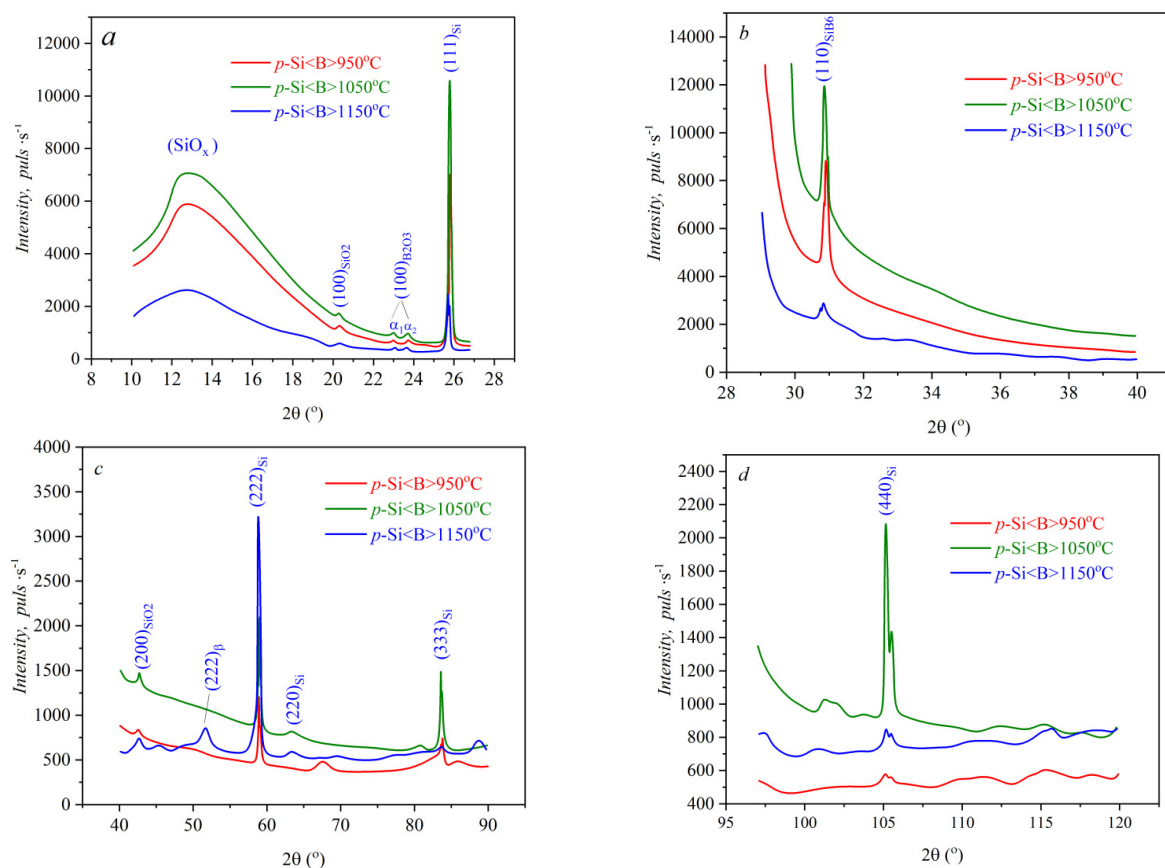 a
Intensity, puls ·s⁻¹
12000
10000
8000
6000
4000
2000
0
p-Si<B>950°C
p-Si<B>1050°C
p-Si<B>1150°C
(SiOₓ)
(100)SiO2
(100)B2O3
α₁ α₂
(111)Si
8 10 12 14 16 18 20 22 24 26 28
2θ (°)
b
Intensity, puls ·s⁻¹
14000
12000
10000
8000
6000
4000
2000
0
(110)SiB6
p-Si<B>950°C
p-Si<B>1050°C
p-Si<B>1150°C
28 30 32 34 36 38 40
2θ (°)
c
Intensity, puls ·s⁻¹
4000
3500
3000
2500
2000
1500
1000
500
0
(200)SiO2
(222)β
(222)Si
(220)Si
(333)Si
p-Si<B>950°C
p-Si<B>1050°C
p-Si<B>1150°C
40 50 60 70 80 90
2θ (°)
d
Intensity, puls ·s⁻¹
2400
2200
2000
1800
1600
1400
1200
1000
800
600
400
(440)Si
p-Si<B>950°C
p-Si<B>1050°C
p-Si<B>1150°C
95 100 105 110 115 120
2θ (°)